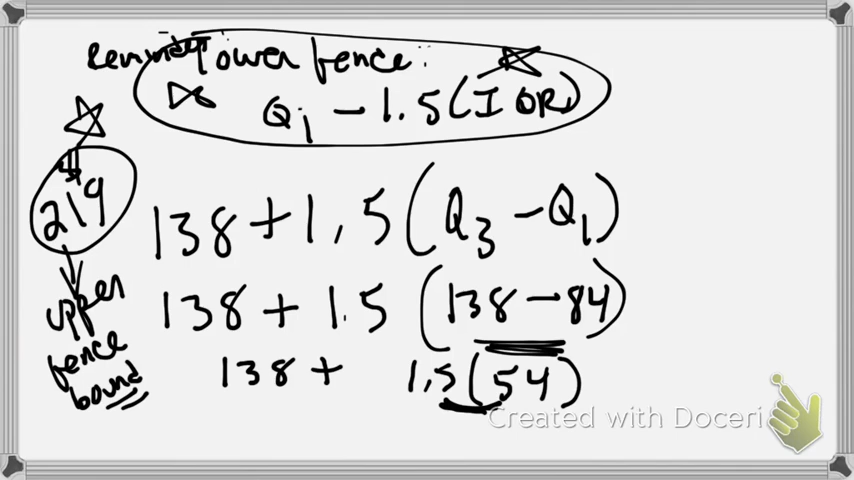 Reminder Lower fence:
Q1 - 1.5(IQR)
219
138 + 1.5 (Q3 - Q1)
upper fence bound
138 + 1.5 (138 - 84)
138 + 1.5(54)
Created with Doceri